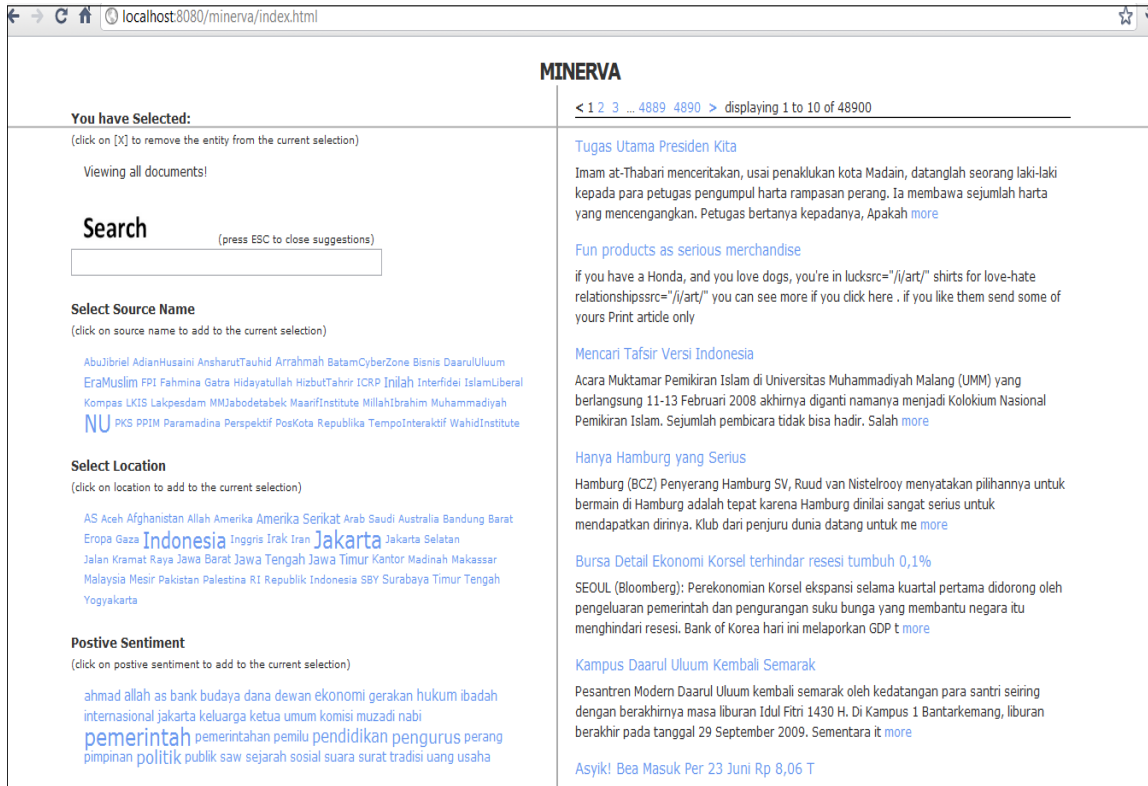 localhost:8080/minerva/index.html
MINERVA
You have Selected:
(click on [X] to remove the entity from the current selection)
Viewing all documents!
Search
(press ESC to close suggestions)
Select Source Name
(click on source name to add to the current selection)
AbuJibriel AdianHusaini AnsharutTauhid Arrahmah BatamCyberZone Bisnis DaarulUluum
EraMuslim FPI Fahmina Gatra Hidayatullah HizbutTahrir ICRP Inilah Interfidei IslamLiberal
Kompas LKIS Lakpesdam MMJabodetabek MaarifInstitute MillahIbrahim Muhammadiyah
NU PKS PPIM Paramadina Perspektif PosKota Republika TempoInteraktif WahidInstitute
Select Location
(click on location to add to the current selection)
AS Aceh Afghanistan Allah Amerika Amerika Serikat Arab Saudi Australia Bandung Barat
Eropa Gaza Indonesia Inggris Irak Iran Jakarta Jakarta Selatan
Jalan Kramat Raya Jawa Barat Jawa Tengah Jawa Timur Kantor Madinah Makassar
Malaysia Mesir Pakistan Palestina RI Republik Indonesia SBY Surabaya Timur Tengah
Yogyakarta
Postive Sentiment
(click on postive sentiment to add to the current selection)
ahmad allah as bank budaya dana dewan ekonomi gerakan hukum ibadah
internasional jakarta keluarga ketua umum komisi muzadi nabi
pemerintah pemerintahan pemilu pendidikan pengurus perang
pimpinan politik publik saw sejarah sosial suara surat tradisi uang usaha
< 1 2 3 ... 4889 4890 > displaying 1 to 10 of 48900
Tugas Utama Presiden Kita
Imam at-Thabari menceritakan, usai penaklukan kota Madain, datanglah seorang laki-laki
kepada para petugas pengumpul harta rampasan perang. Ia membawa sejumlah harta
yang mencengangkan. Petugas bertanya kepadanya, Apakah more
Fun products as serious merchandise
if you have a Honda, and you love dogs, you're in lucksrc="/i/art/" shirts for love-hate
relationshipssrc="/i/art/" you can see more if you click here . if you like them send some of
yours Print article only
Mencari Tafsir Versi Indonesia
Acara Muktamar Pemikiran Islam di Universitas Muhammadiyah Malang (UMM) yang
berlangsung 11-13 Februari 2008 akhirnya diganti namanya menjadi Kolokium Nasional
Pemikiran Islam. Sejumlah pembicara tidak bisa hadir. Salah more
Hanya Hamburg yang Serius
Hamburg (BCZ) Penyerang Hamburg SV, Ruud van Nistelrooy menyatakan pilihannya untuk
bermain di Hamburg adalah tepat karena Hamburg dinilai sangat serius untuk
mendapatkan dirinya. Klub dari penjuru dunia datang untuk me more
Bursa Detail Ekonomi Korsel terhindar resesi tumbuh 0,1%
SEOUL (Bloomberg): Perekonomian Korsel ekspansi selama kuartal pertama didorong oleh
pengeluaran pemerintah dan pengurangan suku bunga yang membantu negara itu
menghindari resesi. Bank of Korea hari ini melaporkan GDP t more
Kampus Daarul Uluum Kembali Semarak
Pesantren Modern Daarul Uluum kembali semarak oleh kedatangan para santri seiring
dengan berakhirnya masa liburan Idul Fitri 1430 H. Di Kampus 1 Bantarkemang, liburan
berakhir pada tanggal 29 September 2009. Sementara it more
Asyik! Bea Masuk Per 23 Juni Rp 8,06 T